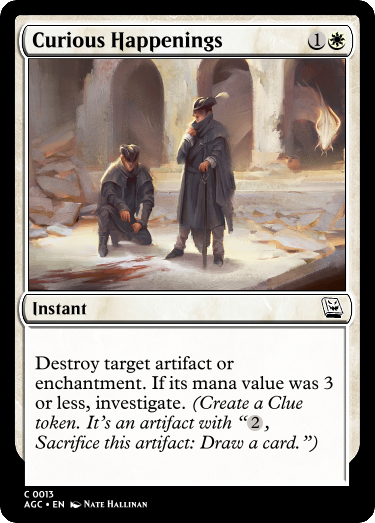 Curious Happenings 1
Instant
Destroy target artifact or
enchantment. If its mana value was 3
or less, investigate. (Create a Clue
token. It's an artifact with “2,
Sacrifice this artifact: Draw a card.”)
C 0013
AGC • EN Nate Hallinan